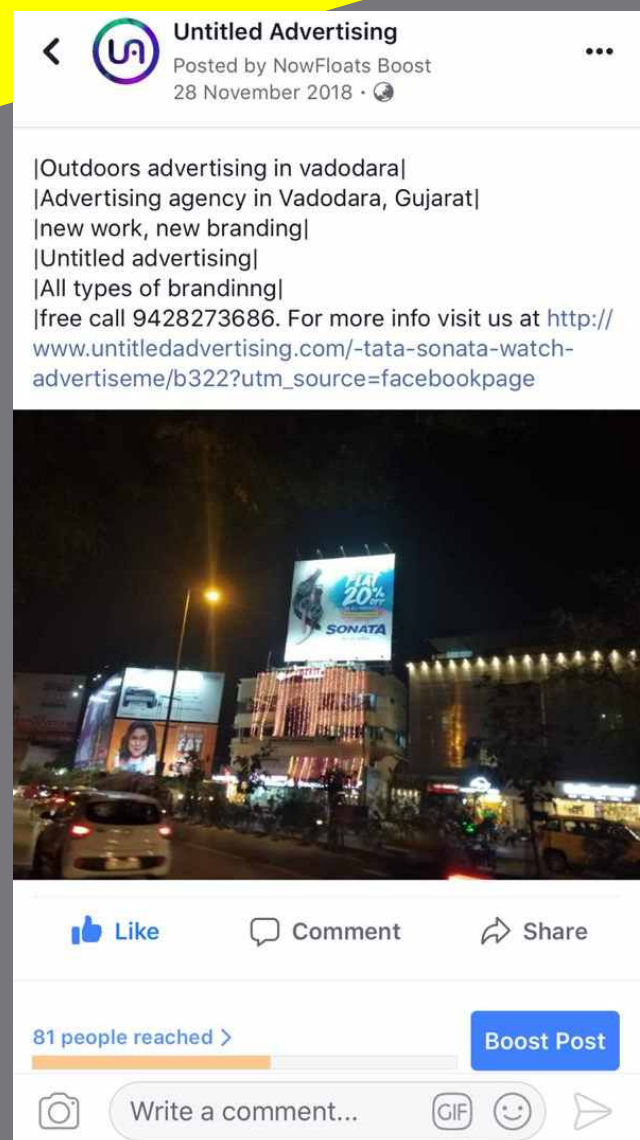 Untitled Advertising
Posted by NowFloats Boost
28 November 2018 ·
|Outdoors advertising in vadodara|
|Advertising agency in Vadodara, Gujarat|
|new work, new branding|
|Untitled advertising|
|All types of brandinng|
|free call 9428273686. For more info visit us at http://
www.untitledadvertising.com/-tata-sonata-watch-
advertiseme/b322?utm_source=facebookpage
FLAT
20%
OFF
SONATA
Like Comment Share
81 people reached >
Boost Post
Write a comment...
GIF